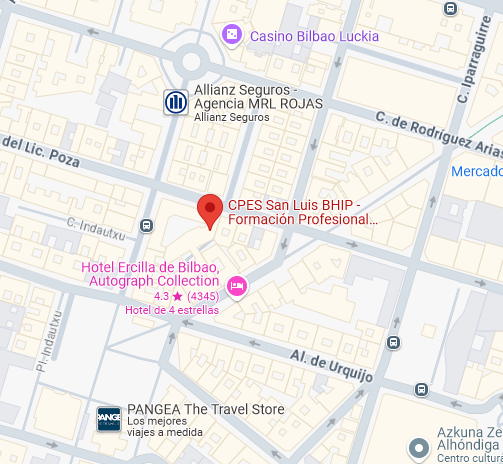 Casino Bilbao Luckia
C. Iparraguirre
Allianz Seguros -
Agencia MRL ROJAS
Allianz Seguros
C. de Rodríguez Arias
del Lic. Poza
Mercado
CPES San Luis BHIP -
Formación Profesional...
C-Indautxu
Hotel Ercilla de Bilbao,
Autograph Collection
4.3 ★ (4345)
Hotel de 4 estrellas
Pl-Indautxu
Al. de Urquijo
PANGEA The Travel Store
Los mejores
viajes a medida
PANGE
Azkuna Ze
Alhóndiga
Centro cultura